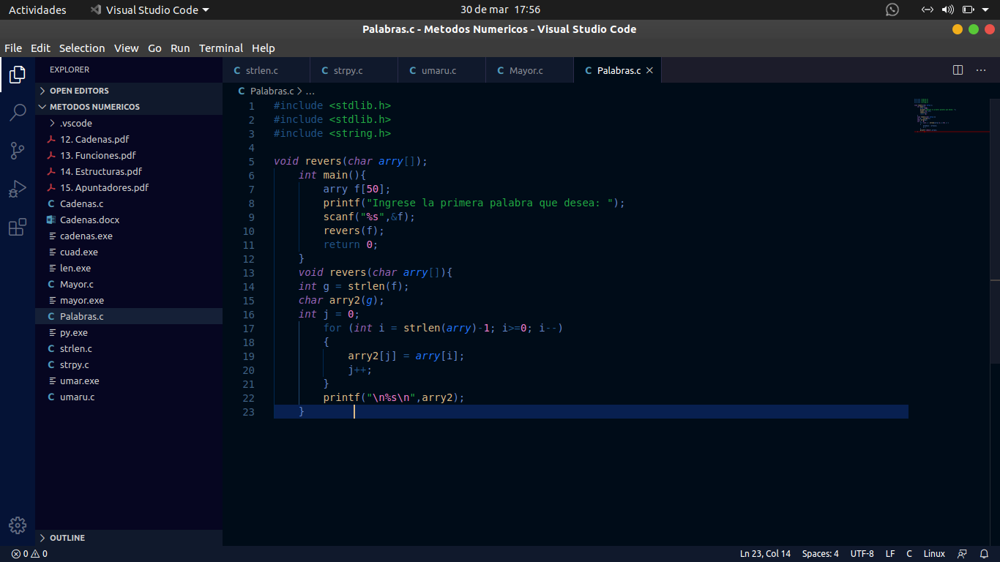 Actividades Visual Studio Code 30 de mar 17:56
Palabras.c - Metodos Numericos - Visual Studio Code
File Edit Selection View Go Run Terminal Help
EXPLORER
OPEN EDITORS
METODOS NUMERICOS
.vscode
12. Cadenas.pdf
13. Funciones.pdf
14. Estructuras.pdf
15. Apuntadores.pdf
C Cadenas.c
Cadenas.docx
cadenas.exe
cuad.exe
len.exe
C Mayor.c
mayor.exe
C Palabras.c
py.exe
C strlen.c
C strpy.c
umar.exe
C umaru.c
OUTLINE
C strlen.c C strpy.c C umaru.c C Mayor.c C Palabras.c
C Palabras.c > ...
1 #include <stdlib.h>
2 #include <stdlib.h>
3 #include <string.h>
4
5 void revers(char arry[]);
6     int main(){
7         arry f[50];
8         printf("Ingrese la primera palabra que desea: ");
9         scanf("%s",&f);
10         revers(f);
11         return 0;
12     }
13     void revers(char arry[]){
14     int g = strlen(f);
15     char arry2(g);
16     int j = 0;
17         for (int i = strlen(arry)-1; i>=0; i--)
18         {
19             arry2[j] = arry[i];
20             j++;
21         }
22         printf("\n%s\n",arry2);
23     }
0 0 Ln 23, Col 14 Spaces: 4 UTF-8 LF C Linux